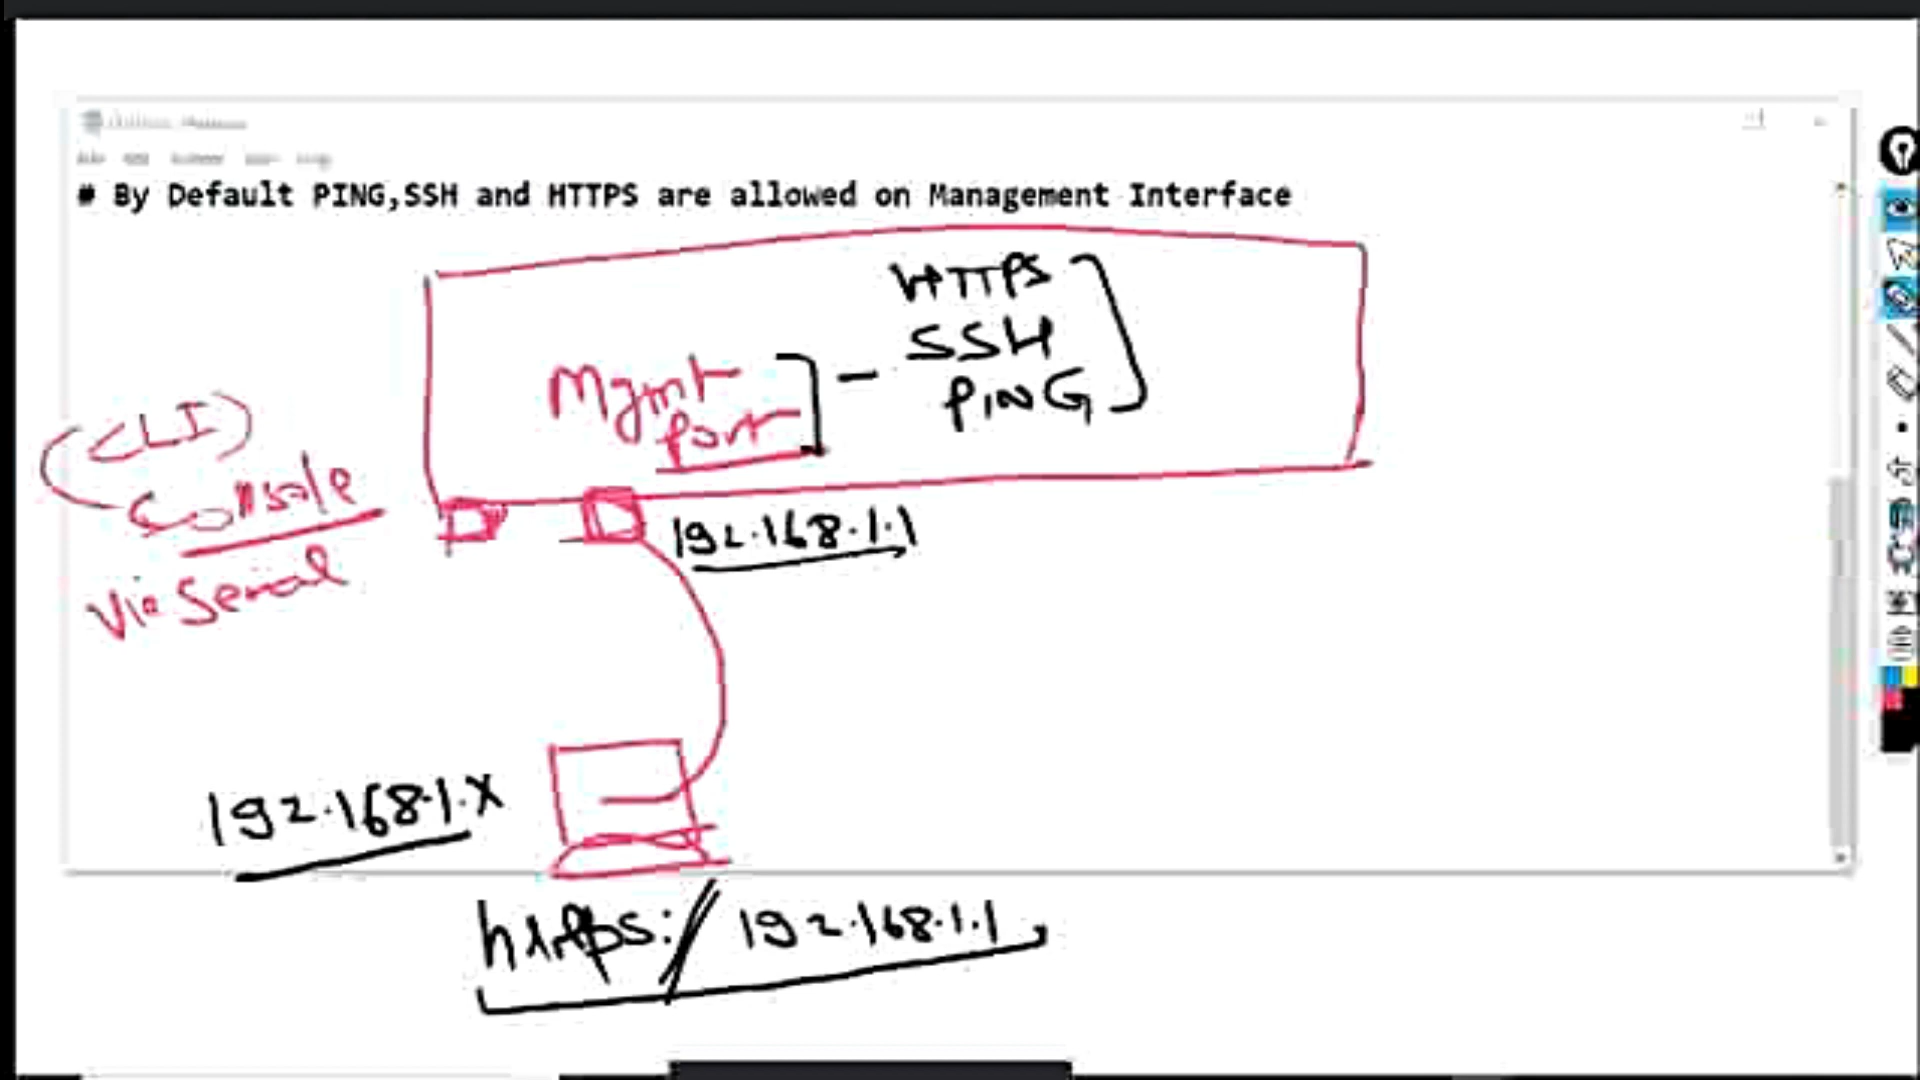 # By Default PING,SSH and HTTPS are allowed on Management Interface
HTTPS
SSH
PING
Mgmt
Port
(CLI)
Console
Via Serial
192.168.1.1
192.168.1.X
https:// 192.168.1.1